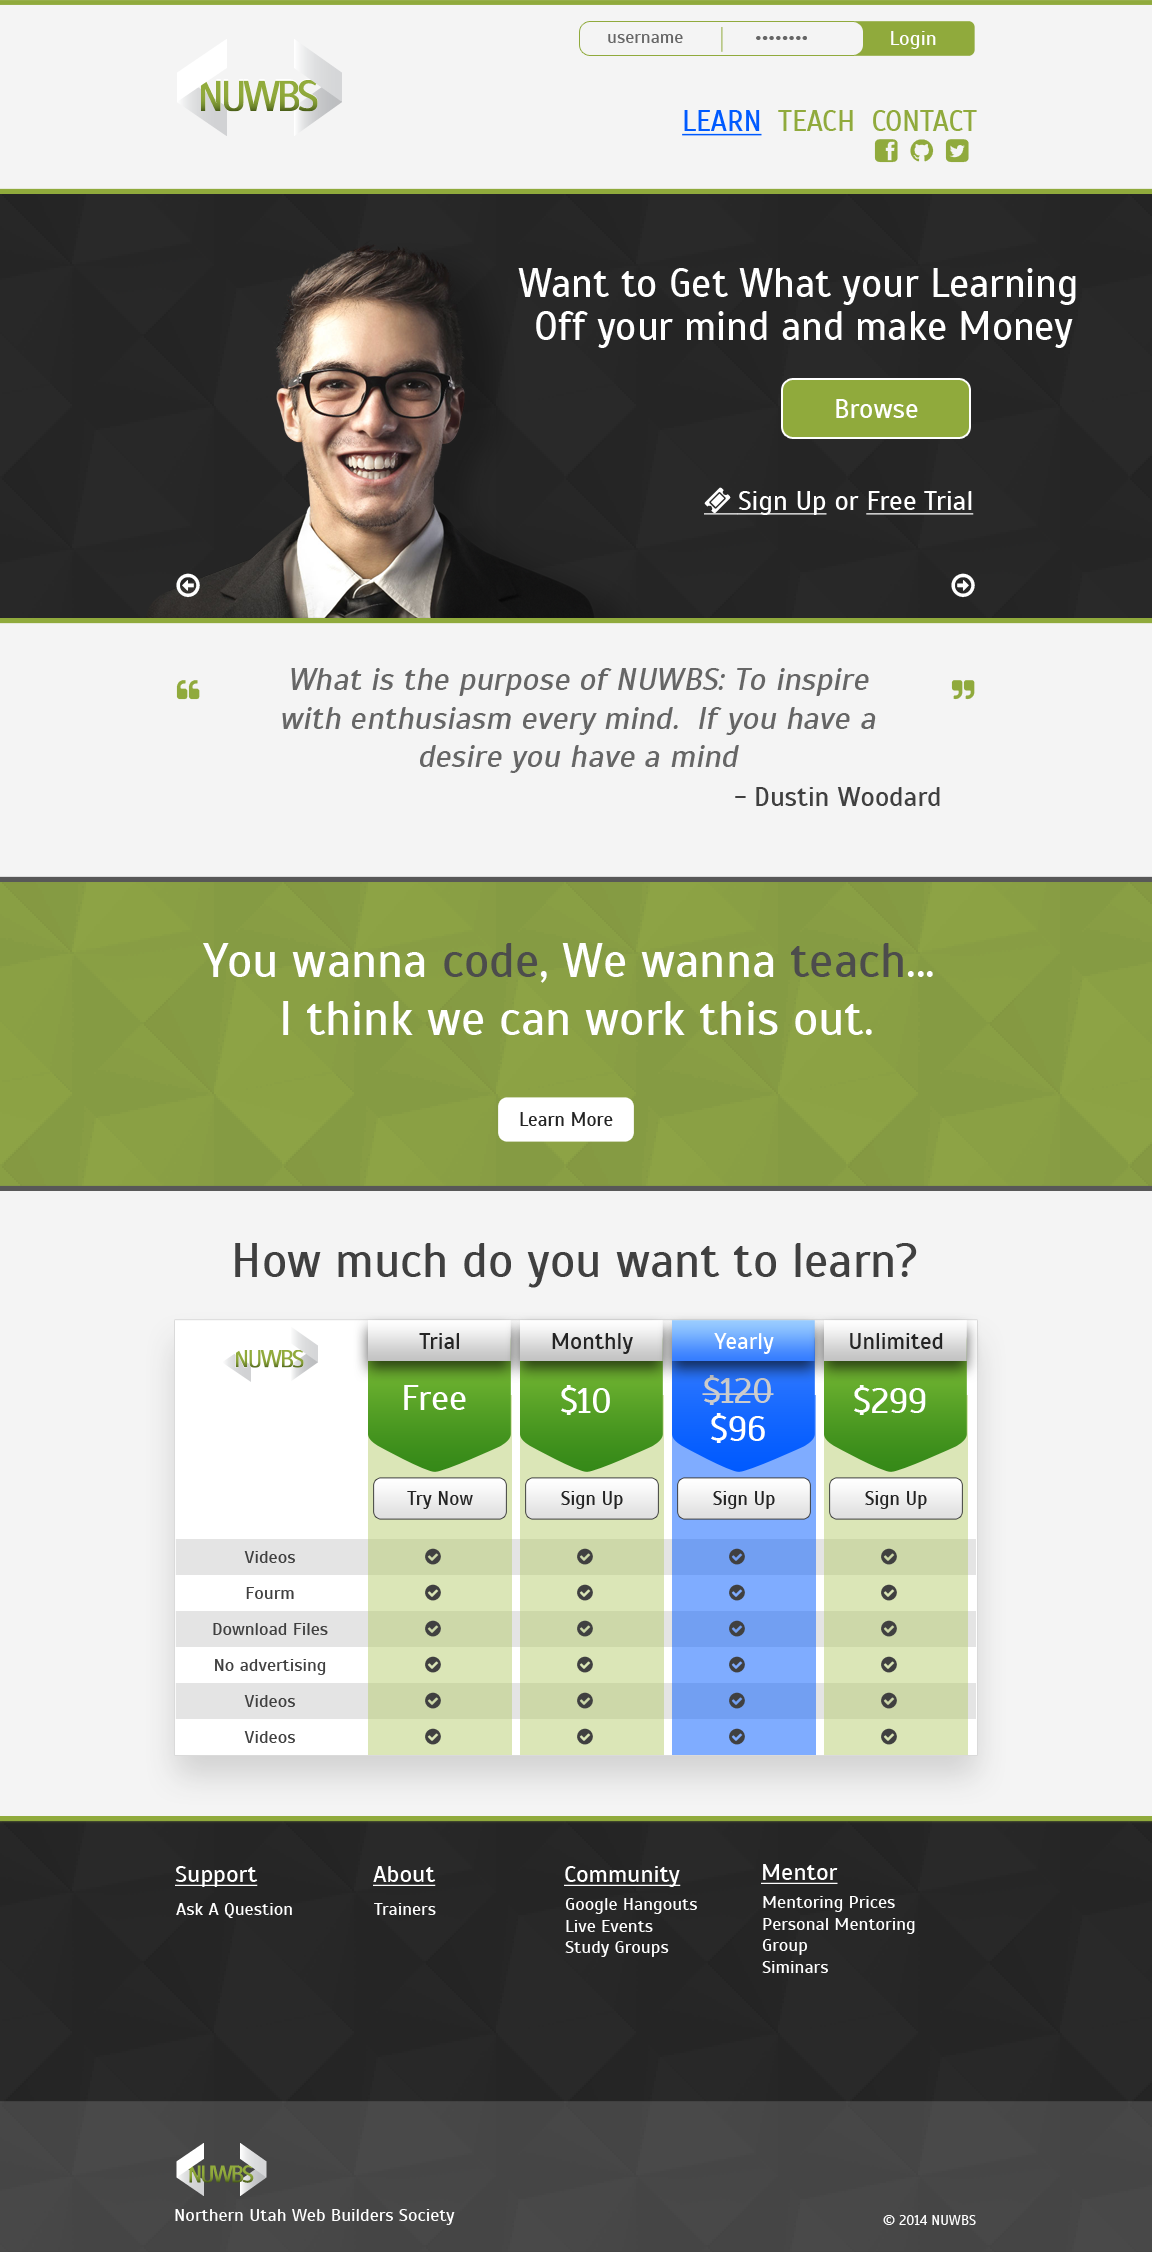 NUWBS
username
••••••••
Login
LEARN TEACH CONTACT
Want to Get What your Learning
Off your mind and make Money
Browse
Sign Up or Free Trial
What is the purpose of NUWBS: To inspire
with enthusiasm every mind. If you have a
desire you have a mind
- Dustin Woodard
You wanna code, We wanna teach...
I think we can work this out.
Learn More
How much do you want to learn?
NUWBS
Trial Monthly Yearly Unlimited
Free $10 $120 $299
$96
Try Now Sign Up Sign Up Sign Up
Videos
Fourm
Download Files
No advertising
Videos
Videos
Support
Ask A Question
About
Trainers
Community
Google Hangouts
Live Events
Study Groups
Mentor
Mentoring Prices
Personal Mentoring
Group
Siminars
NUWBS
Northern Utah Web Builders Society
© 2014 NUWBS